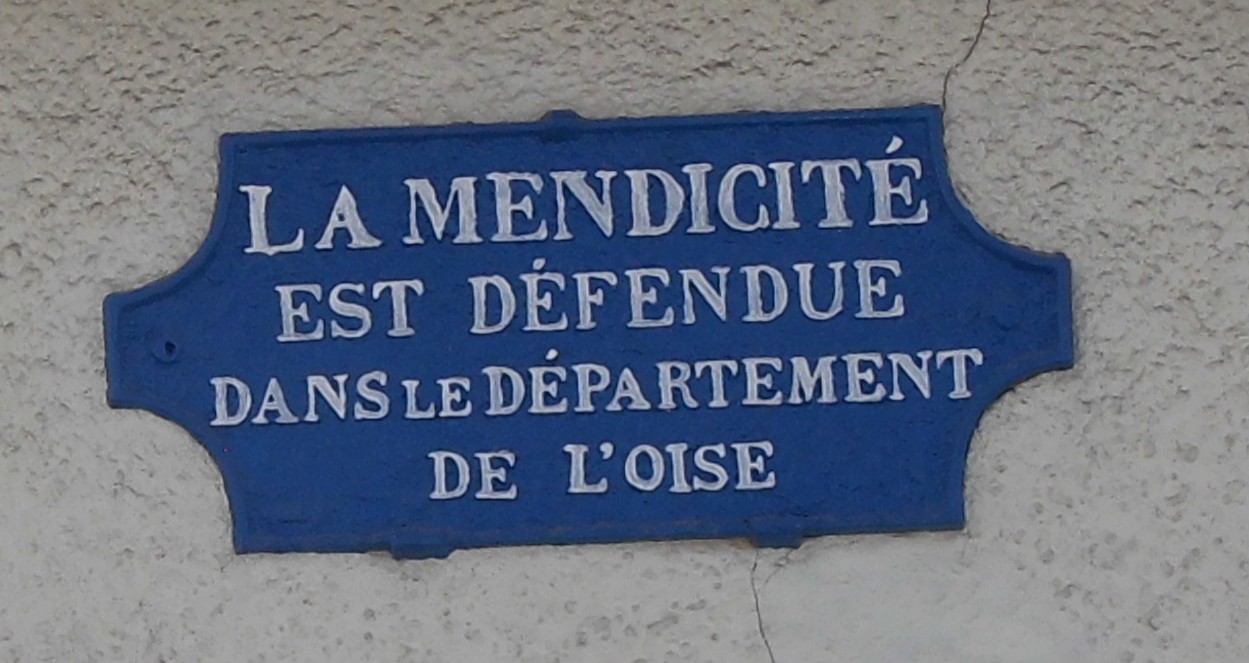 LA MENDICITÉ
EST DÉFENDUE
DANS LE DÉPARTEMENT
DE L'OISE